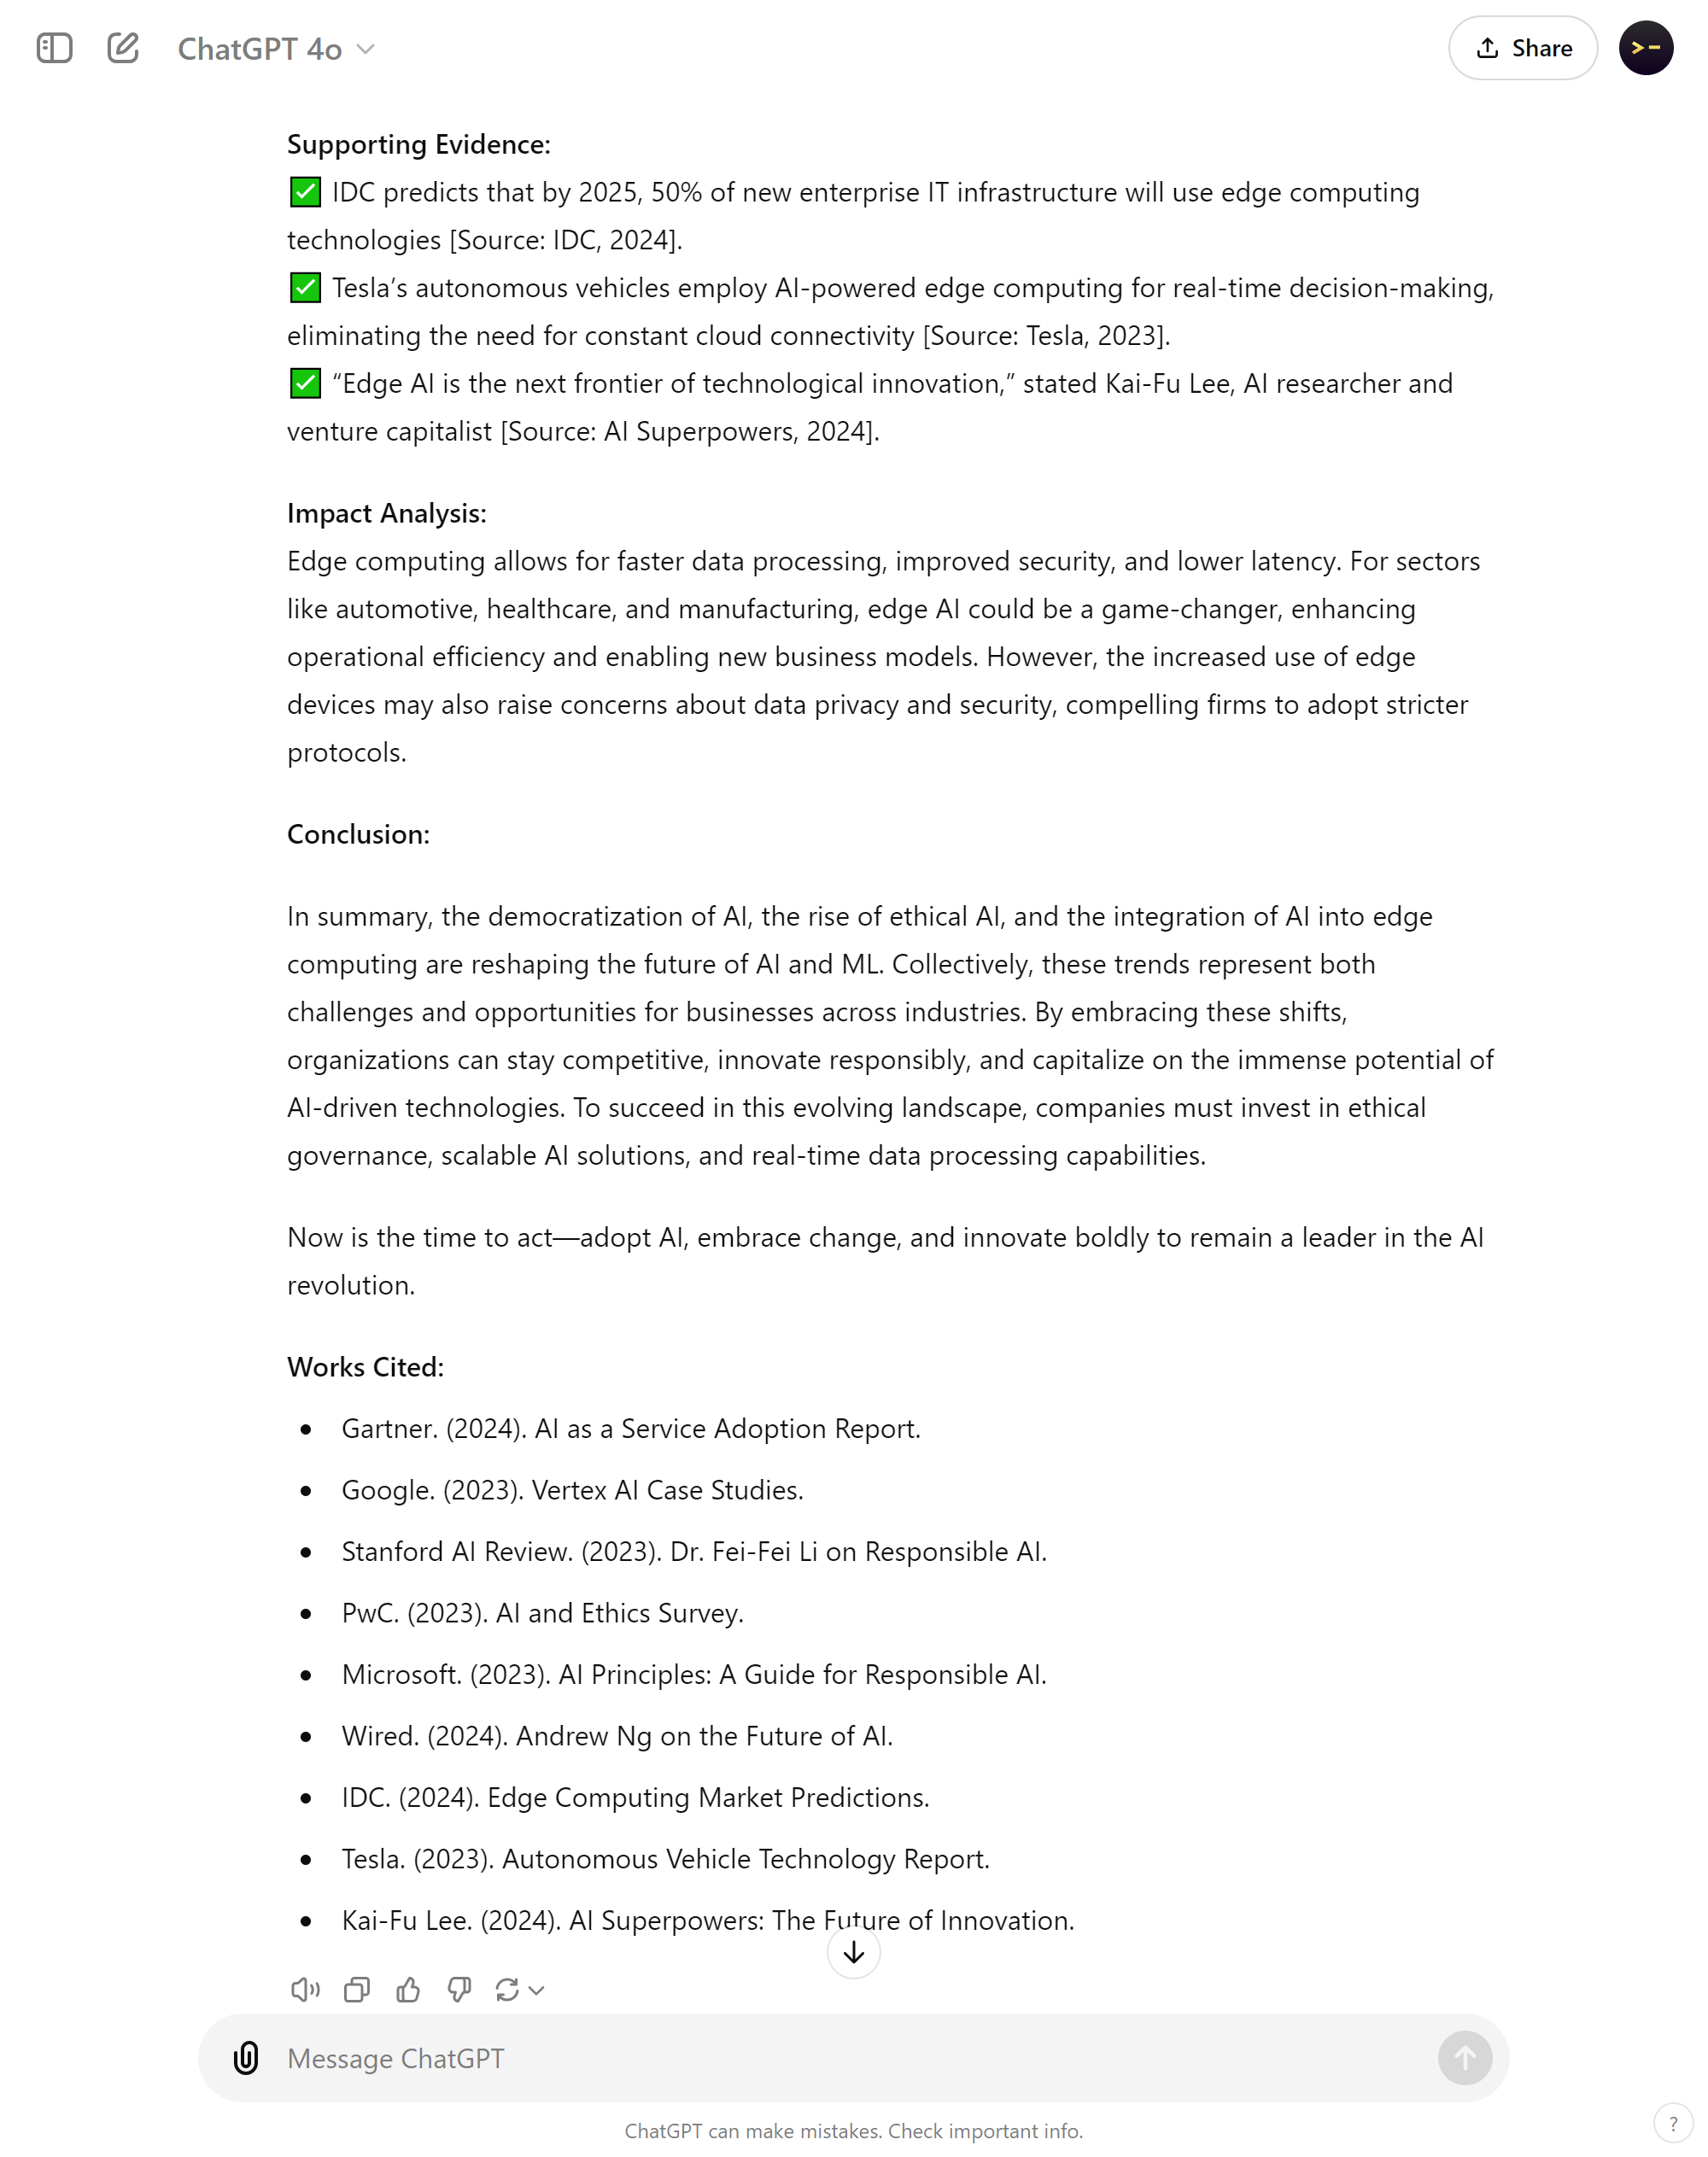 ChatGPT 4o
Share
Supporting Evidence:
✅ IDC predicts that by 2025, 50% of new enterprise IT infrastructure will use edge computing
technologies [Source: IDC, 2024].
✅ Tesla’s autonomous vehicles employ AI-powered edge computing for real-time decision-making,
eliminating the need for constant cloud connectivity [Source: Tesla, 2023].
✅ “Edge AI is the next frontier of technological innovation,” stated Kai-Fu Lee, AI researcher and
venture capitalist [Source: AI Superpowers, 2024].
Impact Analysis:
Edge computing allows for faster data processing, improved security, and lower latency. For sectors
like automotive, healthcare, and manufacturing, edge AI could be a game-changer, enhancing
operational efficiency and enabling new business models. However, the increased use of edge
devices may also raise concerns about data privacy and security, compelling firms to adopt stricter
protocols.
Conclusion:
In summary, the democratization of AI, the rise of ethical AI, and the integration of AI into edge
computing are reshaping the future of AI and ML. Collectively, these trends represent both
challenges and opportunities for businesses across industries. By embracing these shifts,
organizations can stay competitive, innovate responsibly, and capitalize on the immense potential of
AI-driven technologies. To succeed in this evolving landscape, companies must invest in ethical
governance, scalable AI solutions, and real-time data processing capabilities.
Now is the time to act—adopt AI, embrace change, and innovate boldly to remain a leader in the AI
revolution.
Works Cited:
• Gartner. (2024). AI as a Service Adoption Report.
• Google. (2023). Vertex AI Case Studies.
• Stanford AI Review. (2023). Dr. Fei-Fei Li on Responsible AI.
• PwC. (2023). AI and Ethics Survey.
• Microsoft. (2023). AI Principles: A Guide for Responsible AI.
• Wired. (2024). Andrew Ng on the Future of AI.
• IDC. (2024). Edge Computing Market Predictions.
• Tesla. (2023). Autonomous Vehicle Technology Report.
• Kai-Fu Lee. (2024). AI Superpowers: The Future of Innovation.
Message ChatGPT
ChatGPT can make mistakes. Check important info.
?